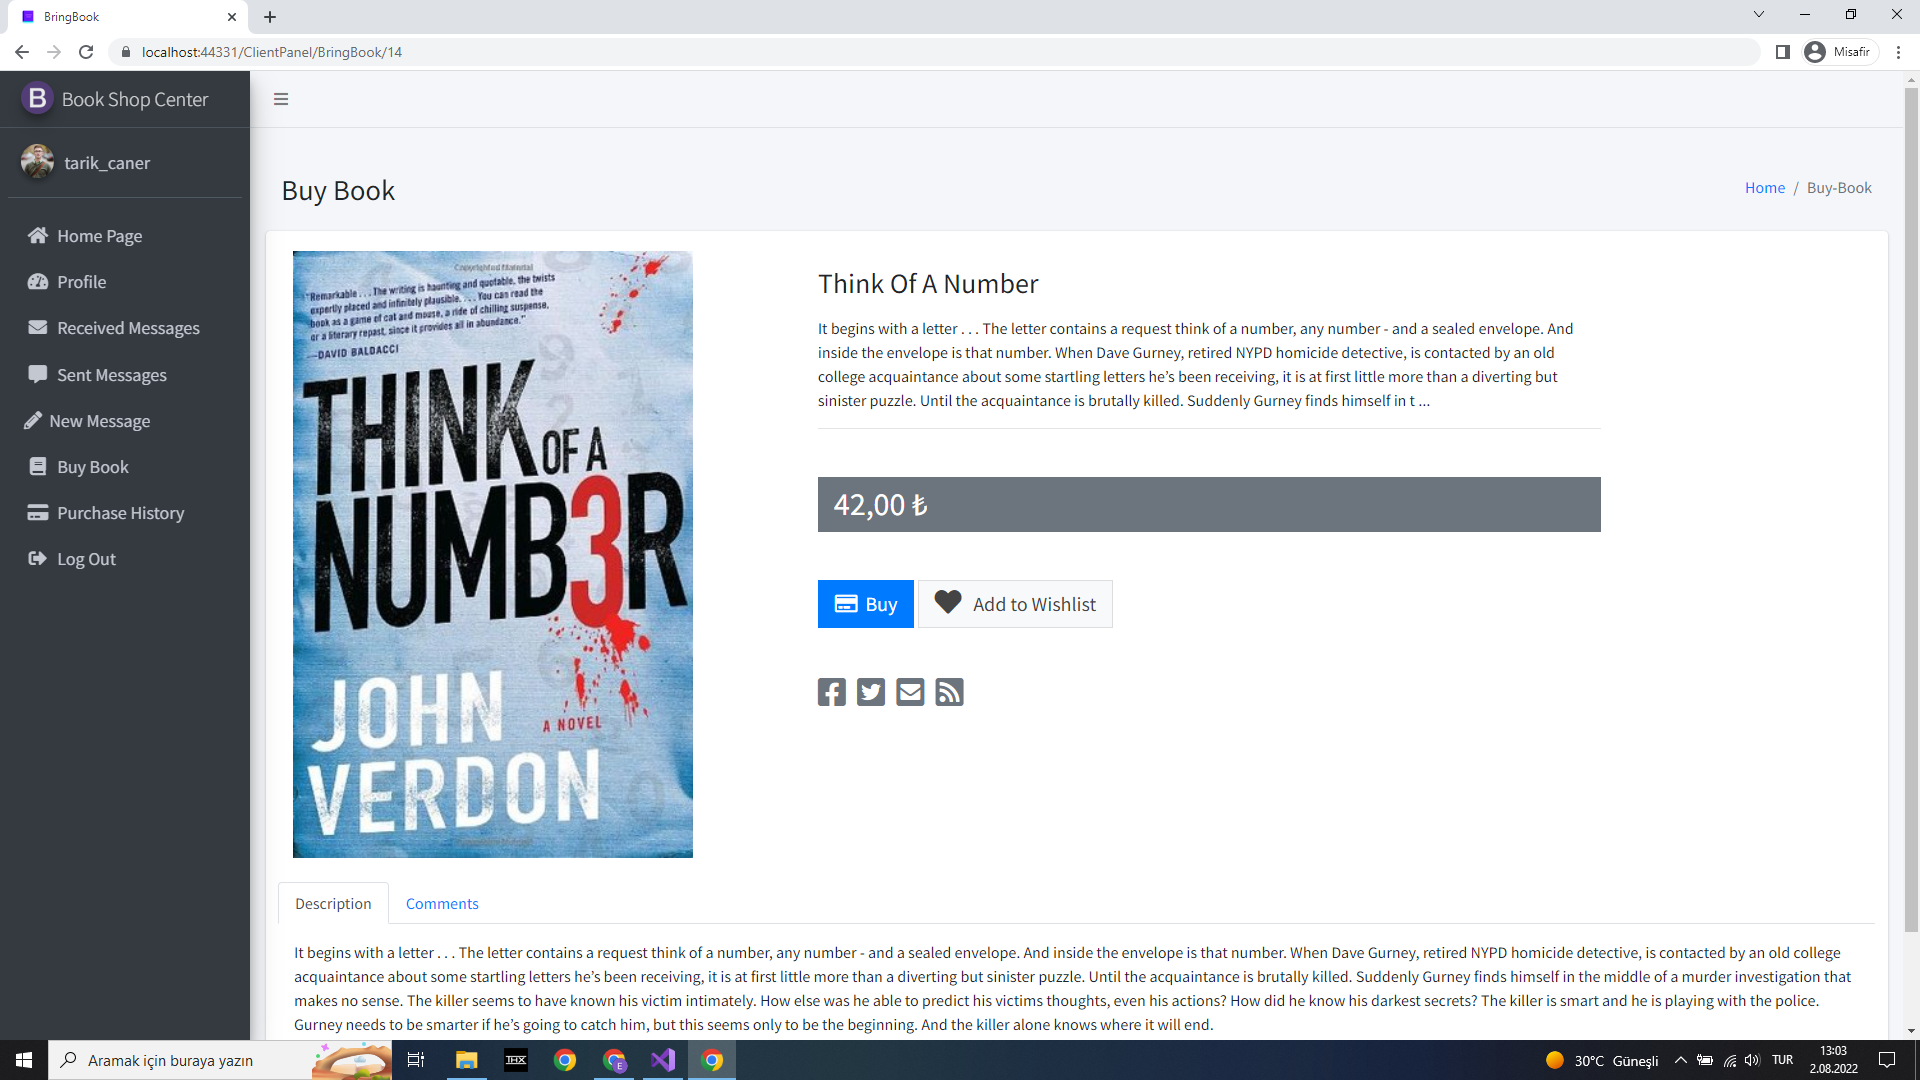 BringBook
localhost:44331/ClientPanel/BringBook/14
Misafir
B Book Shop Center
tarik_caner
Home Page
Profile
Received Messages
Sent Messages
New Message
Buy Book
Purchase History
Log Out
Buy Book
Home / Buy-Book
Copyrighted Material
"Remarkable . . . The writing is haunting and quotable, the twists
expertly placed and infinitely plausible. . . . You can read the
book as a game of cat and mouse, a ride of chilling suspense,
or a literary repast, since it provides all in abundance."
—DAVID BALDACCI
THINK
OF A
NUMB3R
A NOVEL
JOHN
VERDON
Think Of A Number
It begins with a letter . . . The letter contains a request think of a number, any number - and a sealed envelope. And
inside the envelope is that number. When Dave Gurney, retired NYPD homicide detective, is contacted by an old
college acquaintance about some startling letters he’s been receiving, it is at first little more than a diverting but
sinister puzzle. Until the acquaintance is brutally killed. Suddenly Gurney finds himself in t ...
42,00 ₺
Buy
Add to Wishlist
Description
Comments
It begins with a letter . . . The letter contains a request think of a number, any number - and a sealed envelope. And inside the envelope is that number. When Dave Gurney, retired NYPD homicide detective, is contacted by an old college
acquaintance about some startling letters he’s been receiving, it is at first little more than a diverting but sinister puzzle. Until the acquaintance is brutally killed. Suddenly Gurney finds himself in the middle of a murder investigation that
makes no sense. The killer seems to have known his victim intimately. How else was he able to predict his victims thoughts, even his actions? How did he know his darkest secrets? The killer is smart and he is playing with the police.
Gurney needs to be smarter if he’s going to catch him, but this seems only to be the beginning. And the killer alone knows where it will end.
Aramak için buraya yazın
THX
E
30°C Güneşli
TUR
13:03
2.08.2022